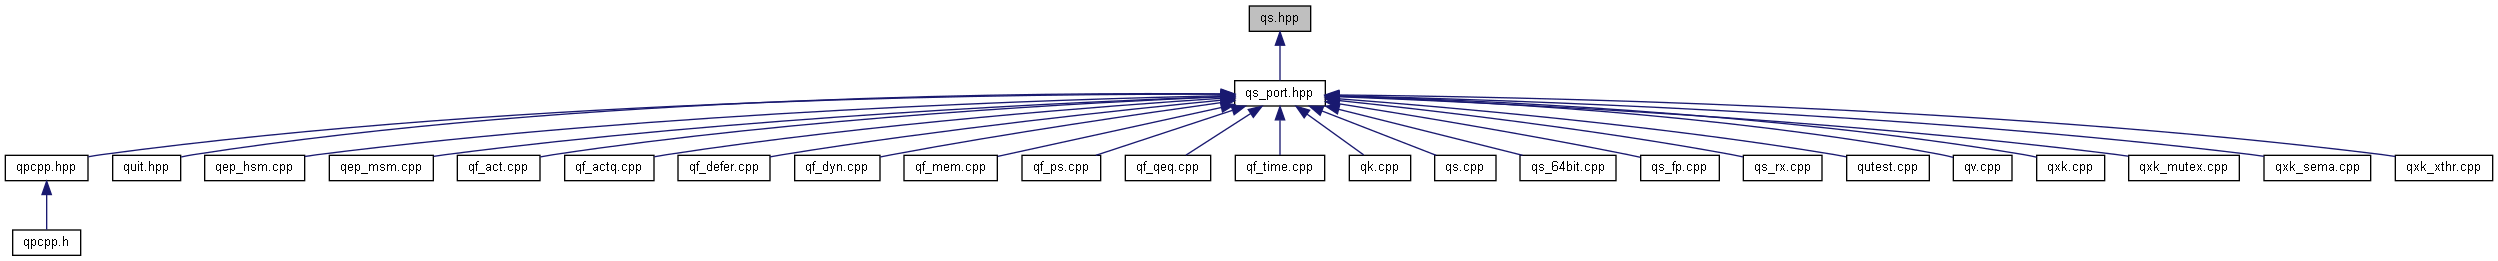 qs.hpp
qs_port.hpp
qpcpp.hpp
quit.hpp
qep_hsm.cpp
qep_msm.cpp
qf_act.cpp
qf_actq.cpp
qf_defer.cpp
qf_dyn.cpp
qf_mem.cpp
qf_ps.cpp
qf_qeq.cpp
qf_time.cpp
qk.cpp
qs.cpp
qs_64bit.cpp
qs_fp.cpp
qs_rx.cpp
qutest.cpp
qv.cpp
qxk.cpp
qxk_mutex.cpp
qxk_sema.cpp
qxk_xthr.cpp
qpcpp.h